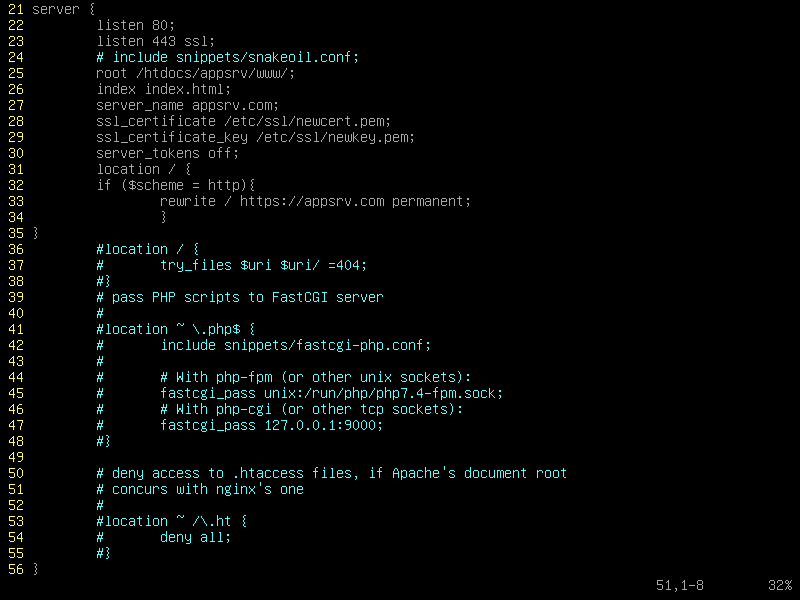 21 server {
22         listen 80;
23         listen 443 ssl;
24         # include snippets/snakeoil.conf;
25         root /htdocs/appsrv/www/;
26         index index.html;
27         server_name appsrv.com;
28         ssl_certificate /etc/ssl/newcert.pem;
29         ssl_certificate_key /etc/ssl/newkey.pem;
30         server_tokens off;
31         location / {
32         if ($scheme = http){
33                 rewrite / https://appsrv.com permanent;
34                 }
35 }
36         #location / {
37         #       try_files $uri $uri/ =404;
38         #}
39         # pass PHP scripts to FastCGI server
40         #
41         #location ~ \.php$ {
42         #       include snippets/fastcgi-php.conf;
43         #
44         #       # With php-fpm (or other unix sockets):
45         #       fastcgi_pass unix:/run/php/php7.4-fpm.sock;
46         #       # With php-cgi (or other tcp sockets):
47         #       fastcgi_pass 127.0.0.1:9000;
48         #}
49
50         # deny access to .htaccess files, if Apache's document root
51         # concurs with nginx's one
52         #
53         #location ~ /\.ht {
54         #       deny all;
55         #}
56 }
51,1-8        32%